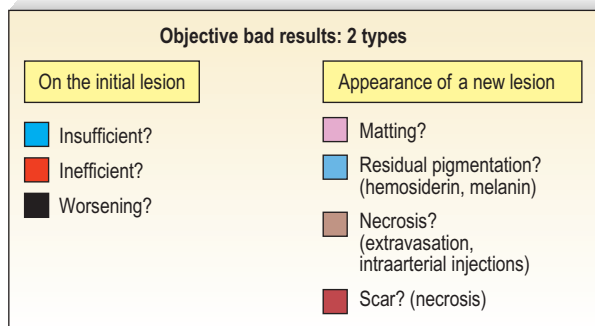 Objective bad results: 2 types
On the initial lesion
Insufficient?
Inefficient?
Worsening?
Appearance of a new lesion
Matting?
Residual pigmentation?
(hemosiderin, melanin)
Necrosis?
(extravasation,
intraarterial injections)
Scar? (necrosis)